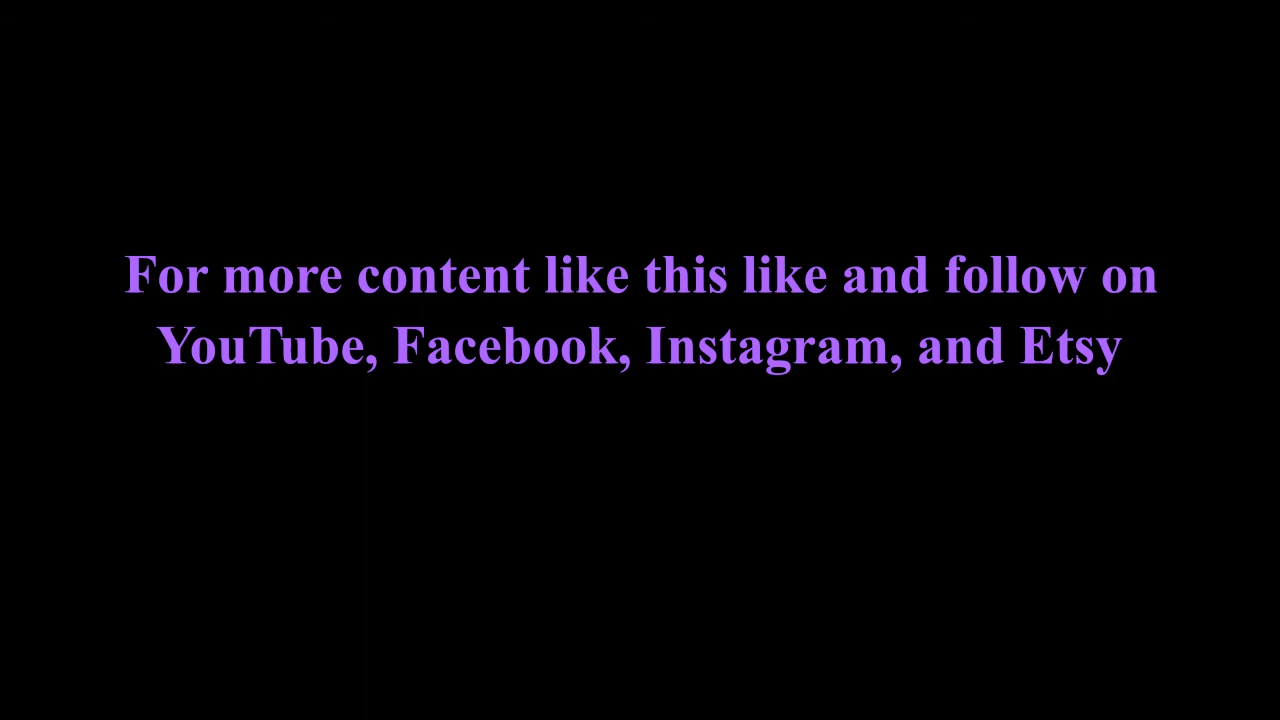 For more content like this like and follow on
YouTube, Facebook, Instagram, and Etsy